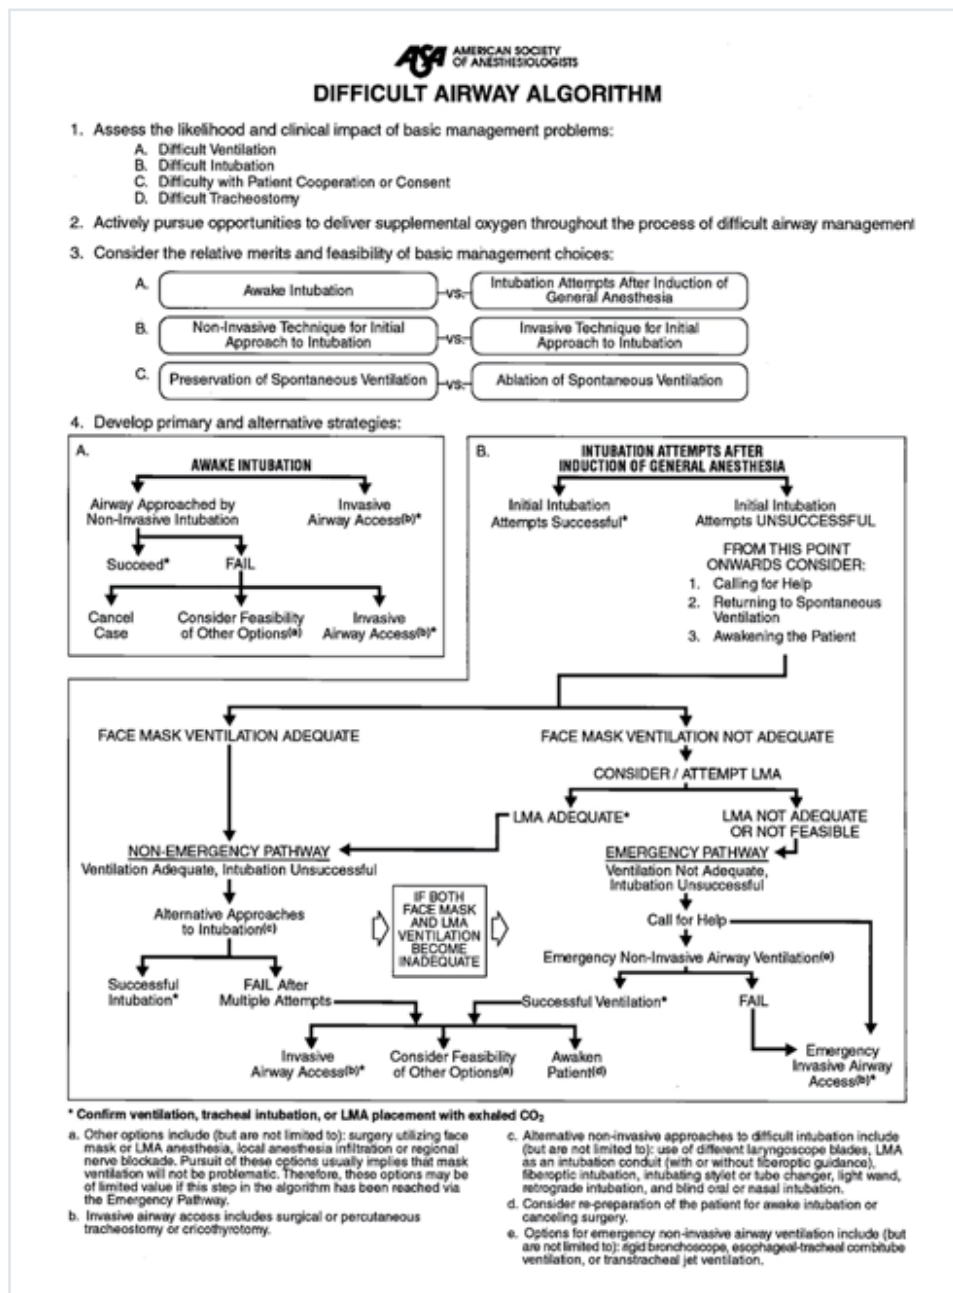 ASA AMERICAN SOCIETY
OF ANESTHESIOLOGISTS
DIFFICULT AIRWAY ALGORITHM
1. Assess the likelihood and clinical impact of basic management problems:
A. Difficult Ventilation
B. Difficult Intubation
C. Difficulty with Patient Cooperation or Consent
D. Difficult Tracheostomy
2. Actively pursue opportunities to deliver supplemental oxygen throughout the process of difficult airway management
3. Consider the relative merits and feasibility of basic management choices:
A. Awake Intubation
-vs.-
Intubation Attempts After Induction of
General Anesthesia
B. Non-Invasive Technique for Initial
Approach to Intubation
-vs.-
Invasive Technique for Initial
Approach to Intubation
C. Preservation of Spontaneous Ventilation
-vs.-
Ablation of Spontaneous Ventilation
4. Develop primary and alternative strategies:
A.
AWAKE INTUBATION
Airway Approached by
Non-Invasive Intubation
Invasive
Airway Access(b)*
Succeed*
FAIL
Cancel
Case
Consider Feasibility
of Other Options(a)
Invasive
Airway Access(b)*
B.
INTUBATION ATTEMPTS AFTER
INDUCTION OF GENERAL ANESTHESIA
Initial Intubation
Attempts Successful*
Initial Intubation
Attempts UNSUCCESSFUL
FROM THIS POINT
ONWARDS CONSIDER:
1. Calling for Help
2. Returning to Spontaneous
Ventilation
3. Awakening the Patient
FACE MASK VENTILATION ADEQUATE
FACE MASK VENTILATION NOT ADEQUATE
CONSIDER / ATTEMPT LMA
LMA ADEQUATE*
LMA NOT ADEQUATE
OR NOT FEASIBLE
NON-EMERGENCY PATHWAY
Ventilation Adequate, Intubation Unsuccessful
EMERGENCY PATHWAY
Ventilation Not Adequate,
Intubation Unsuccessful
Alternative Approaches
to Intubation(c)
IF BOTH
FACE MASK
AND LMA
VENTILATION
BECOME
INADEQUATE
Call for Help
Emergency Non-Invasive Airway Ventilation(e)
Successful
Intubation*
FAIL After
Multiple Attempts
Successful Ventilation*
FAIL
Invasive
Airway Access(b)*
Consider Feasibility
of Other Options(a)
Awaken
Patient(d)
Emergency
Invasive Airway
Access(b)*
* Confirm ventilation, tracheal intubation, or LMA placement with exhaled CO₂
a. Other options include (but are not limited to): surgery utilizing face
mask or LMA anesthesia, local anesthesia infiltration or regional
nerve blockade. Pursuit of these options usually implies that mask
ventilation will not be problematic. Therefore, these options may be
of limited value if this step in the algorithm has been reached via
the Emergency Pathway.
b. Invasive airway access includes surgical or percutaneous
tracheostomy or cricothyrotomy.
c. Alternative non-invasive approaches to difficult intubation include
(but are not limited to): use of different laryngoscope blades, LMA
as an intubation conduit (with or without fiberoptic guidance),
fiberoptic intubation, intubating stylet or tube changer, light wand,
retrograde intubation, and blind oral or nasal intubation.
d. Consider re-preparation of the patient for awake intubation or
canceling surgery.
e. Options for emergency non-invasive airway ventilation include (but
are not limited to): rigid bronchoscope, esophageal-tracheal combitube
ventilation, or transtracheal jet ventilation.